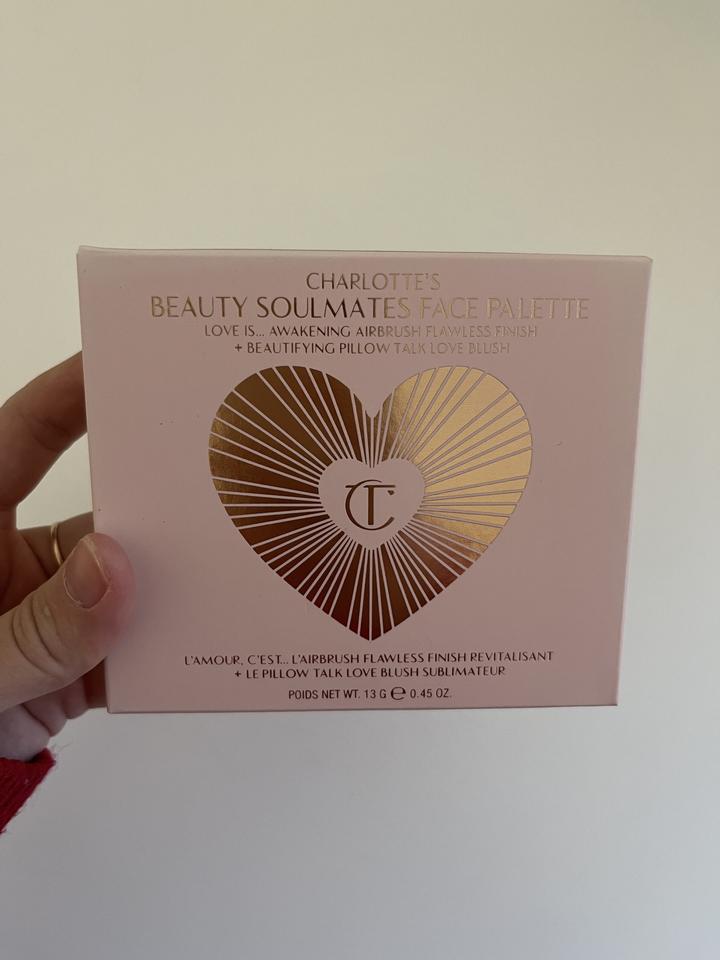 CHARLOTTE'S
BEAUTY SOULMATES FACE PALETTE
LOVE IS... AWAKENING AIRBRUSH FLAWLESS FINISH
+ BEAUTIFYING PILLOW TALK LOVE BLUSH
CT
L'AMOUR, C'EST... L'AIRBRUSH FLAWLESS FINISH REVITALISANT
+ LE PILLOW TALK LOVE BLUSH SUBLIMATEUR
POIDS NET WT. 13 G ℮ 0.45 OZ.